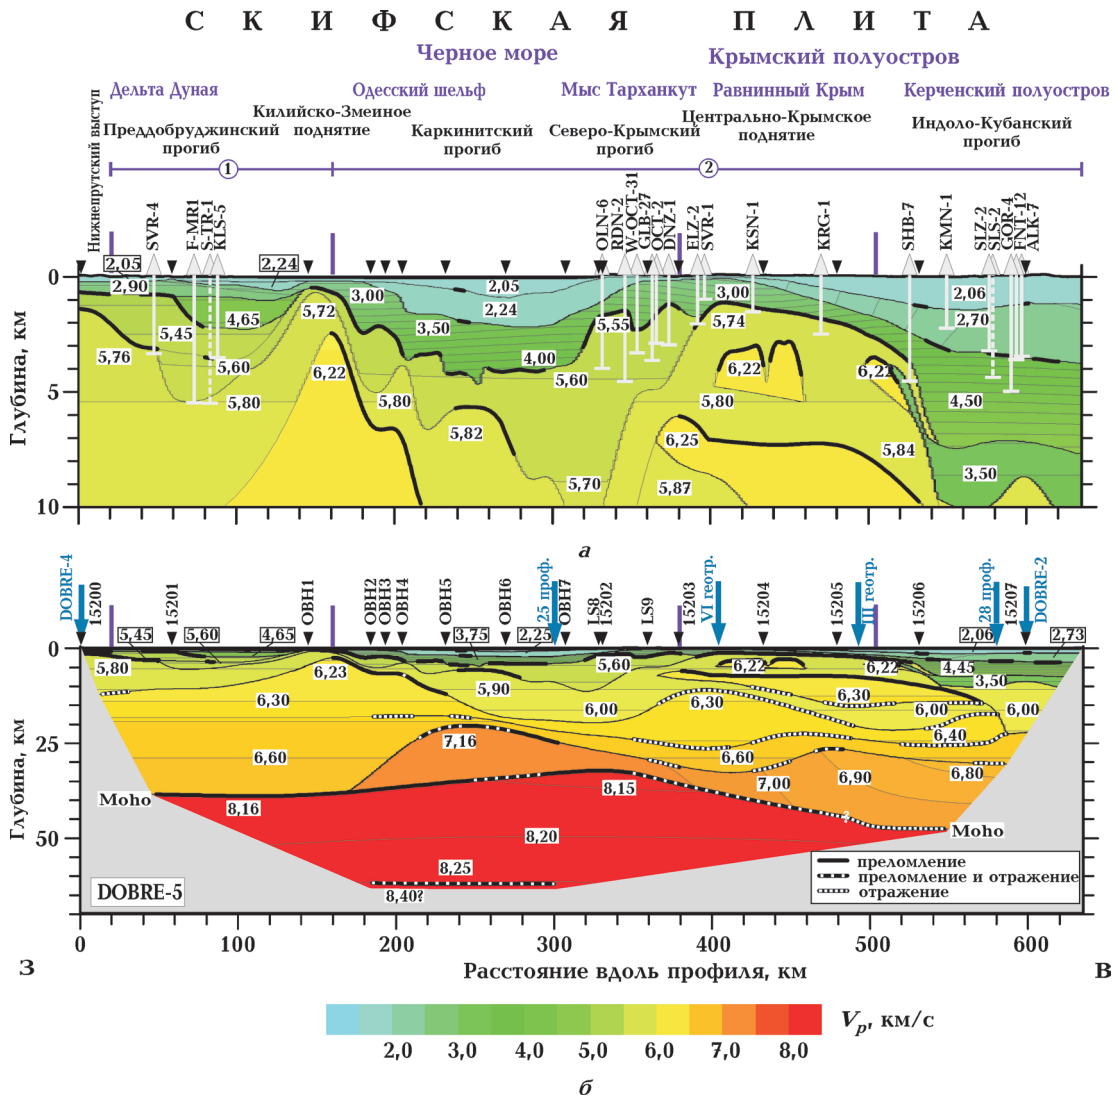 СКИФСКАЯ ПЛИТА
Черное море
Крымский полуостров
Дельта Дуная
Одесский шельф
Мыс Тарханкут
Равнинный Крым
Керченский полуостров
Нижнепрутский выступ
Преддобруджинский
прогиб
Килийско-Змеиное
поднятие
Каркинитский
прогиб
Северо-Крымский
прогиб
Центрально-Крымское
поднятие
Индоло-Кубанский
прогиб
1
2
SVR-4
F-MR1
S-TR-1
KLS-5
OLN-6
RDN-2
W-OCT-31
GLB-27
OCT-2
DNZ-1
ELZ-2
SVR-1
KSN-1
KRG-1
SHB-7
KMN-1
SLZ-2
SLS-2
GOR-4
FNT-12
ALK-7
Глубина, км
0
5
10
2,05
2,24
2,90
5,45
4,65
5,76
5,60
5,80
5,72
6,22
3,00
3,50
2,05
2,24
4,00
5,60
5,80
5,82
5,70
5,55
3,00
5,74
6,22
5,80
6,25
5,87
6,22
5,84
2,06
2,70
4,50
3,50
0 100 200 300 400 500 600
а
DOBRE-4
15200
15201
OBH1
OBH2
OBH3
OBH4
OBH5
OBH6
25 проф.
OBH7
LS8
15202
LS9
15203
VI геотр.
15204
15205
III геотр.
15206
28 проф.
15207
DOBRE-2
Глубина, км
0
25
50
5,45
5,60
4,65
3,75
2,25
2,06
2,73
5,80
6,23
5,60
6,22
6,22
4,45
3,50
6,30
5,90
6,00
6,30
6,30
6,00
6,00
6,40
6,60
7,16
6,60
7,00
6,90
6,80
Moho
8,16
8,15
8,20
Moho
8,25
8,40?
?
DOBRE-5
преломление
преломление и отражение
отражение
0 100 200 300 400 500 600
З
Расстояние вдоль профиля, км
В
2,0 3,0 4,0 5,0 6,0 7,0 8,0
Vp, км/с
б